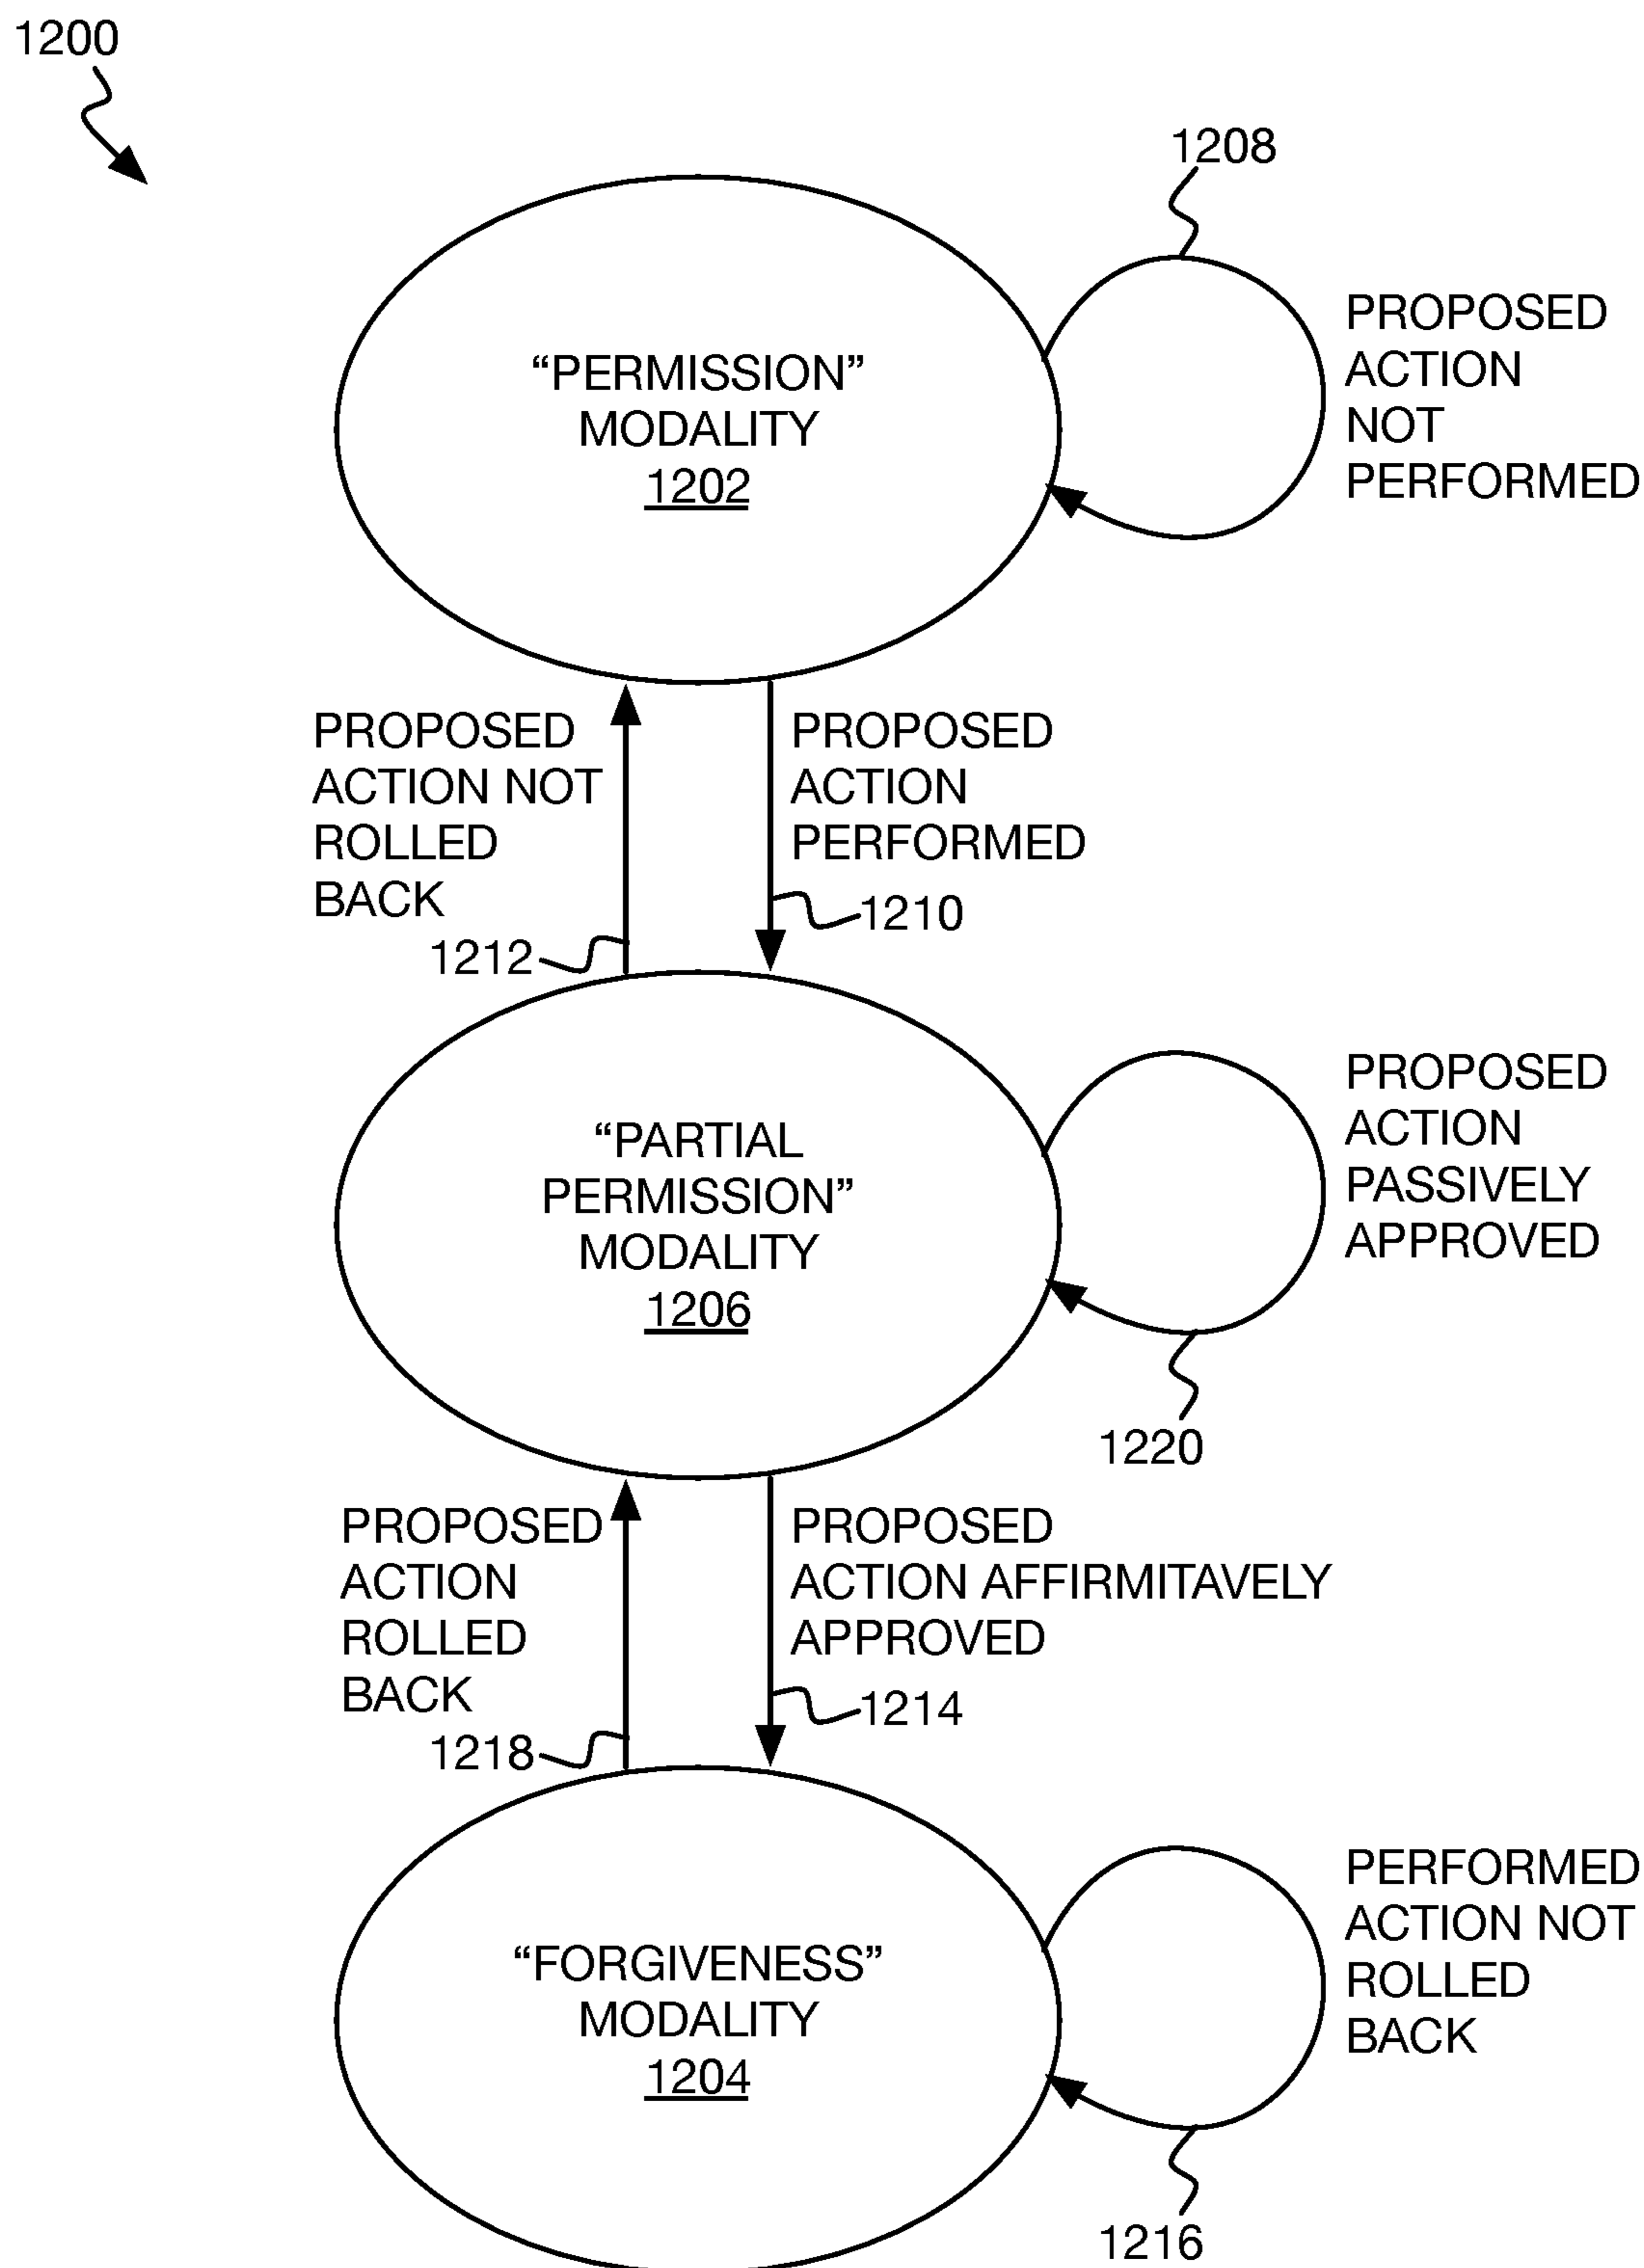 1200
1208
“PERMISSION”
MODALITY
1202
PROPOSED
ACTION
NOT
PERFORMED
PROPOSED
ACTION NOT
ROLLED
BACK
1212
PROPOSED
ACTION
PERFORMED
1210
“PARTIAL
PERMISSION”
MODALITY
1206
PROPOSED
ACTION
PASSIVELY
APPROVED
1220
PROPOSED
ACTION
ROLLED
BACK
1218
PROPOSED
ACTION AFFIRMITAVELY
APPROVED
1214
“FORGIVENESS”
MODALITY
1204
PERFORMED
ACTION NOT
ROLLED
BACK
1216